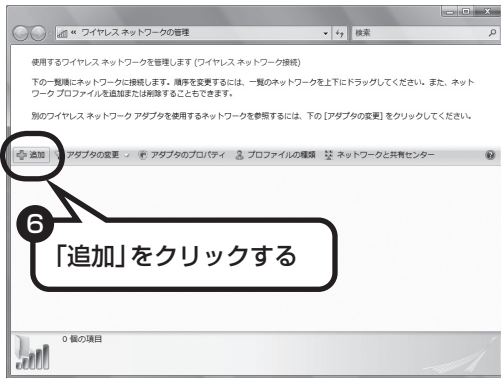 « ワイヤレス ネットワークの管理
検索
使用するワイヤレス ネットワークを管理します (ワイヤレス ネットワーク接続)
下の一覧順にネットワークに接続します。順序を変更するには、一覧のネットワークを上下にドラッグしてください。また、ネット
ワーク プロファイルを追加または削除することもできます。
別のワイヤレス ネットワーク アダプタを使用するネットワークを参照するには、下の [アダプタの変更] をクリックしてください。
追加 アダプタの変更 アダプタのプロパティ プロファイルの種類 ネットワークと共有センター
6
「追加」をクリックする
0 個の項目